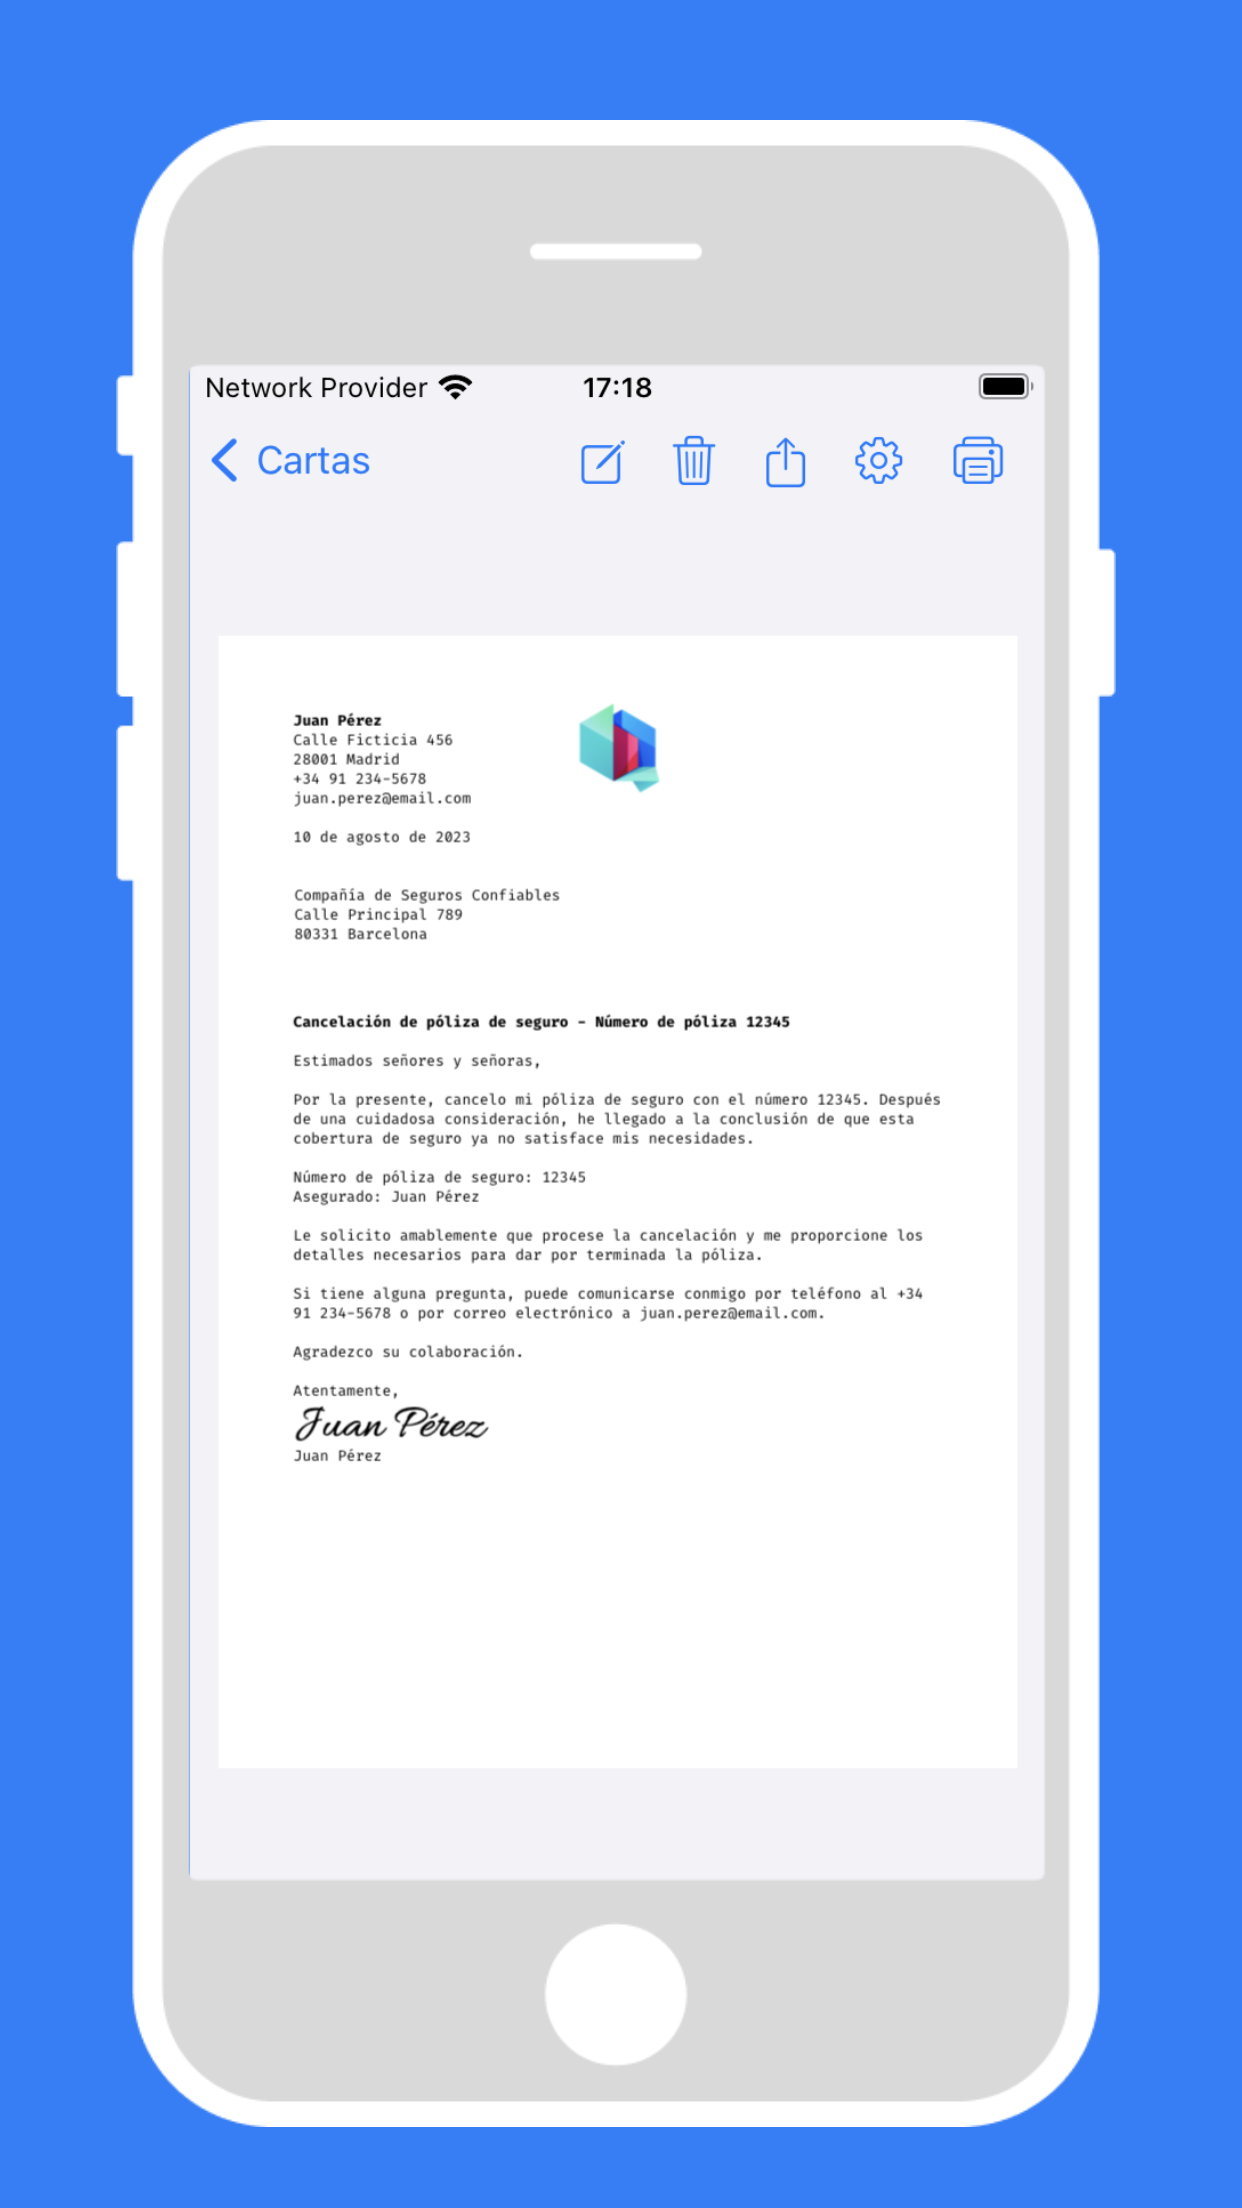 Network Provider 17:18
Cartas
Juan Pérez
Calle Ficticia 456
28001 Madrid
+34 91 234-5678
juan.perez@email.com
10 de agosto de 2023
Compañía de Seguros Confiables
Calle Principal 789
80331 Barcelona
Cancelación de póliza de seguro - Número de póliza 12345
Estimados señores y señoras,
Por la presente, cancelo mi póliza de seguro con el número 12345. Después
de una cuidadosa consideración, he llegado a la conclusión de que esta
cobertura de seguro ya no satisface mis necesidades.
Número de póliza de seguro: 12345
Asegurado: Juan Pérez
Le solicito amablemente que procese la cancelación y me proporcione los
detalles necesarios para dar por terminada la póliza.
Si tiene alguna pregunta, puede comunicarse conmigo por teléfono al +34
91 234-5678 o por correo electrónico a juan.perez@email.com.
Agradezco su colaboración.
Atentamente,
Juan Pérez
Juan Pérez